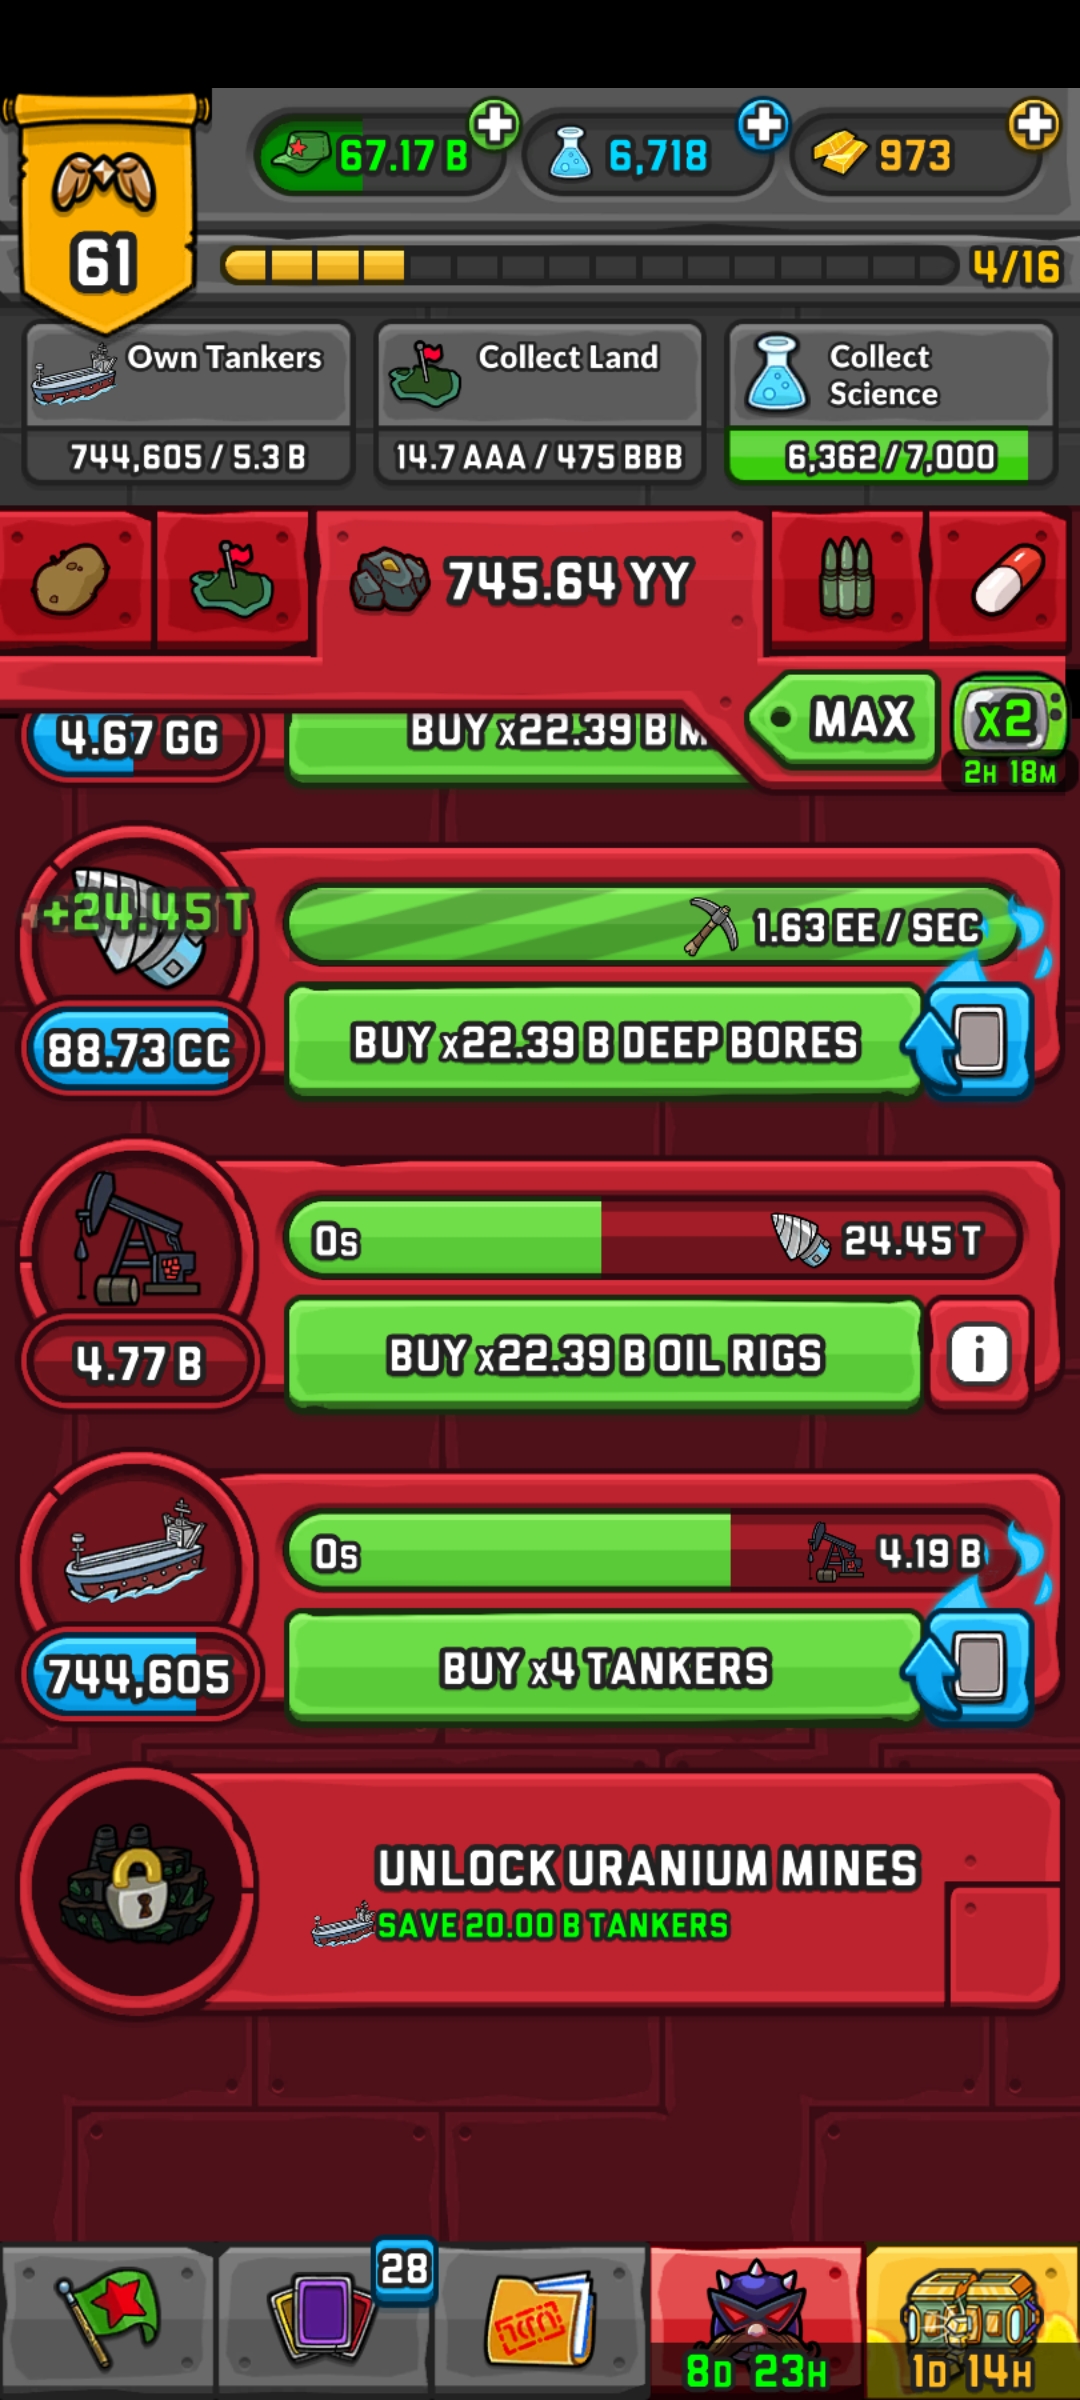 67.17 B
6,718
973
61
4/16
Own Tankers
744,605 / 5.3 B
Collect Land
14.7 AAA / 475 BBB
Collect
Science
6,362 / 7,000
745.64 YY
MAX
x2
2H 18M
4.67 GG
BUY x22.39 B M
+24.45 T
1.63 EE / SEC
88.73 CC
BUY x22.39 B DEEP BORES
0s
24.45 T
4.77 B
BUY x22.39 B OIL RIGS
i
0s
4.19 B
744,605
BUY x4 TANKERS
UNLOCK URANIUM MINES
SAVE 20.00 B TANKERS
28
8D 23H
1D 14H